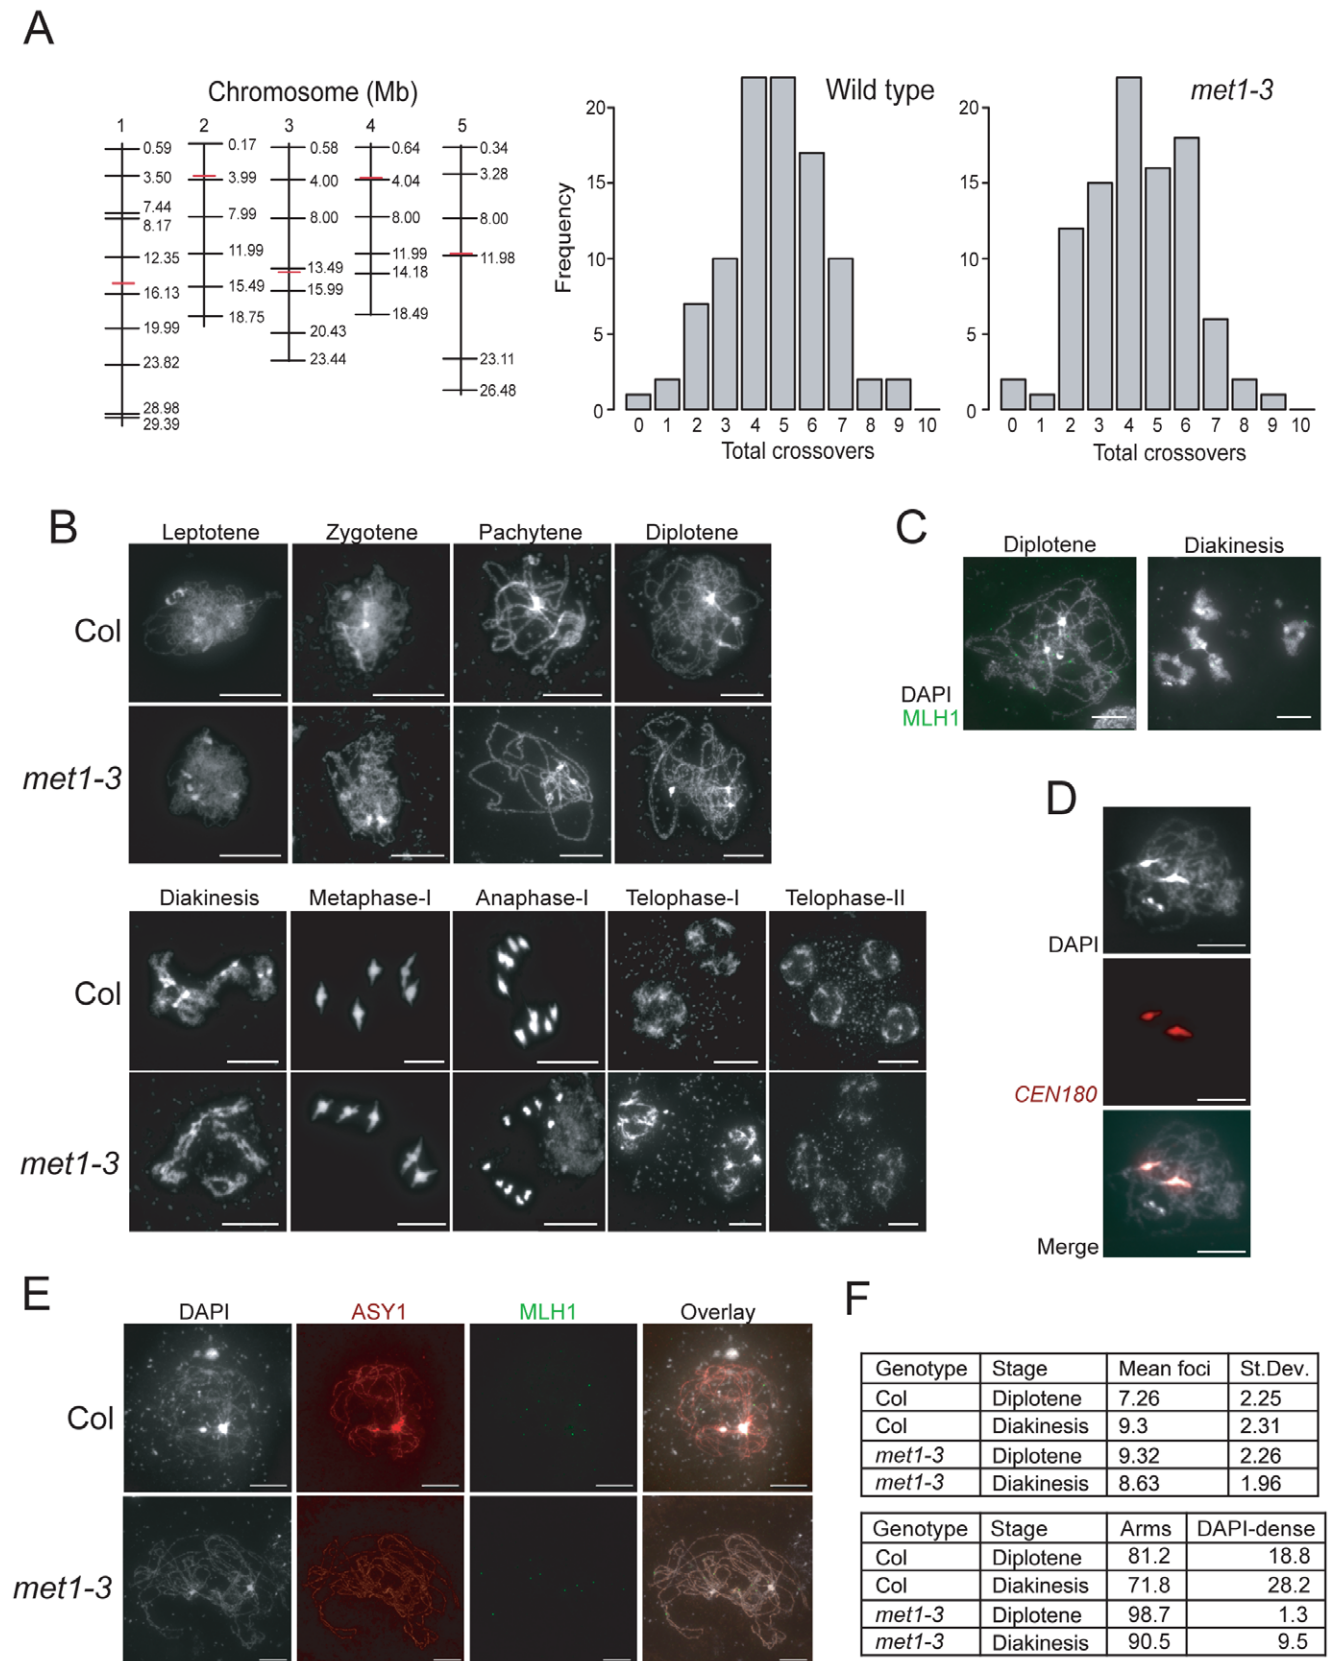 A
Chromosome (Mb)
1 2 3 4 5
0.59
3.50
7.44
8.17
12.35
16.13
19.99
23.82
28.98
29.39
0.17
3.99
7.99
11.99
15.49
18.75
0.58
4.00
8.00
13.49
15.99
20.43
23.44
0.64
4.04
8.00
11.99
14.18
18.49
0.34
3.28
8.00
11.98
23.11
26.48
Wild type
Frequency
20
15
10
5
0
0 1 2 3 4 5 6 7 8 9 10
Total crossovers
met1-3
20
15
10
5
0
0 1 2 3 4 5 6 7 8 9 10
Total crossovers
B
Leptotene Zygotene Pachytene Diplotene
Col
met1-3
Diakinesis Metaphase-I Anaphase-I Telophase-I Telophase-II
Col
met1-3
C
Diplotene Diakinesis
DAPI
MLH1
D
DAPI
CEN180
Merge
E
DAPI ASY1 MLH1 Overlay
Col
met1-3
F
Genotype Stage Mean foci St.Dev.
Col Diplotene 7.26 2.25
Col Diakinesis 9.3 2.31
met1-3 Diplotene 9.32 2.26
met1-3 Diakinesis 8.63 1.96
Genotype Stage Arms DAPI-dense
Col Diplotene 81.2 18.8
Col Diakinesis 71.8 28.2
met1-3 Diplotene 98.7 1.3
met1-3 Diakinesis 90.5 9.5